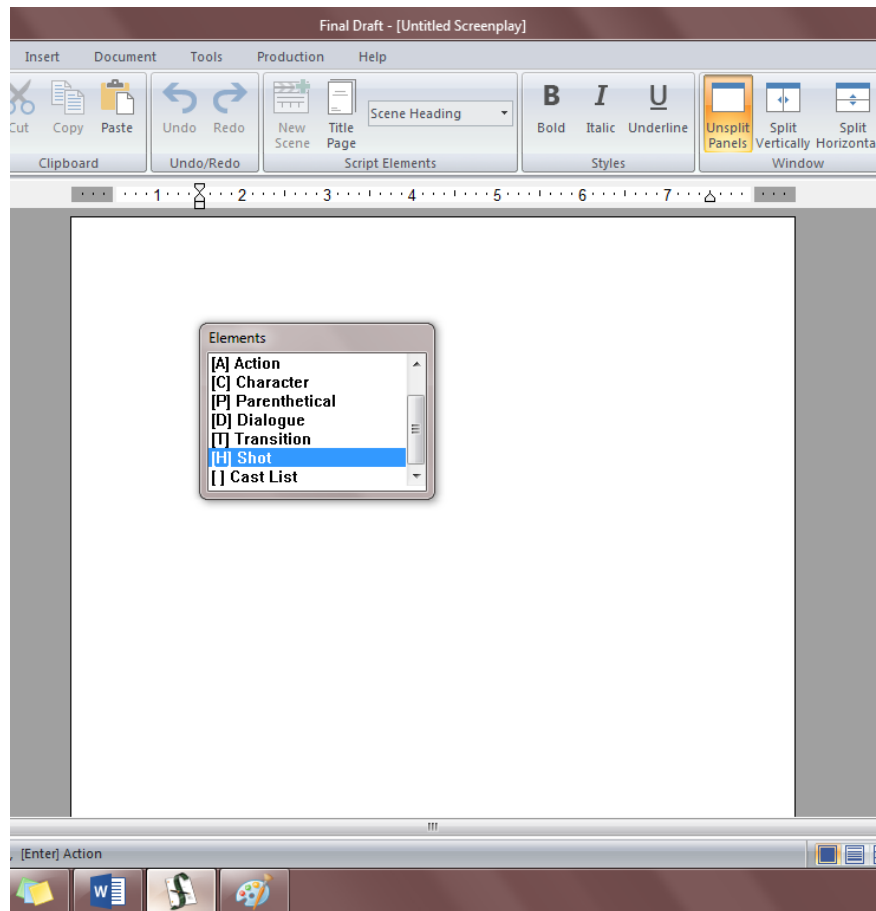 Final Draft - [Untitled Screenplay]
Insert Document Tools Production Help
Cut Copy Paste Undo Redo New Scene Title Page Scene Heading B Bold I Italic U Underline Unsplit Panels Split Vertically Split Horizonta
Clipboard Undo/Redo Script Elements Styles Window
1 2 3 4 5 6 7
Elements
[A] Action
[C] Character
[P] Parenthetical
[D] Dialogue
[T] Transition
[H] Shot
[ ] Cast List
, [Enter] Action
W